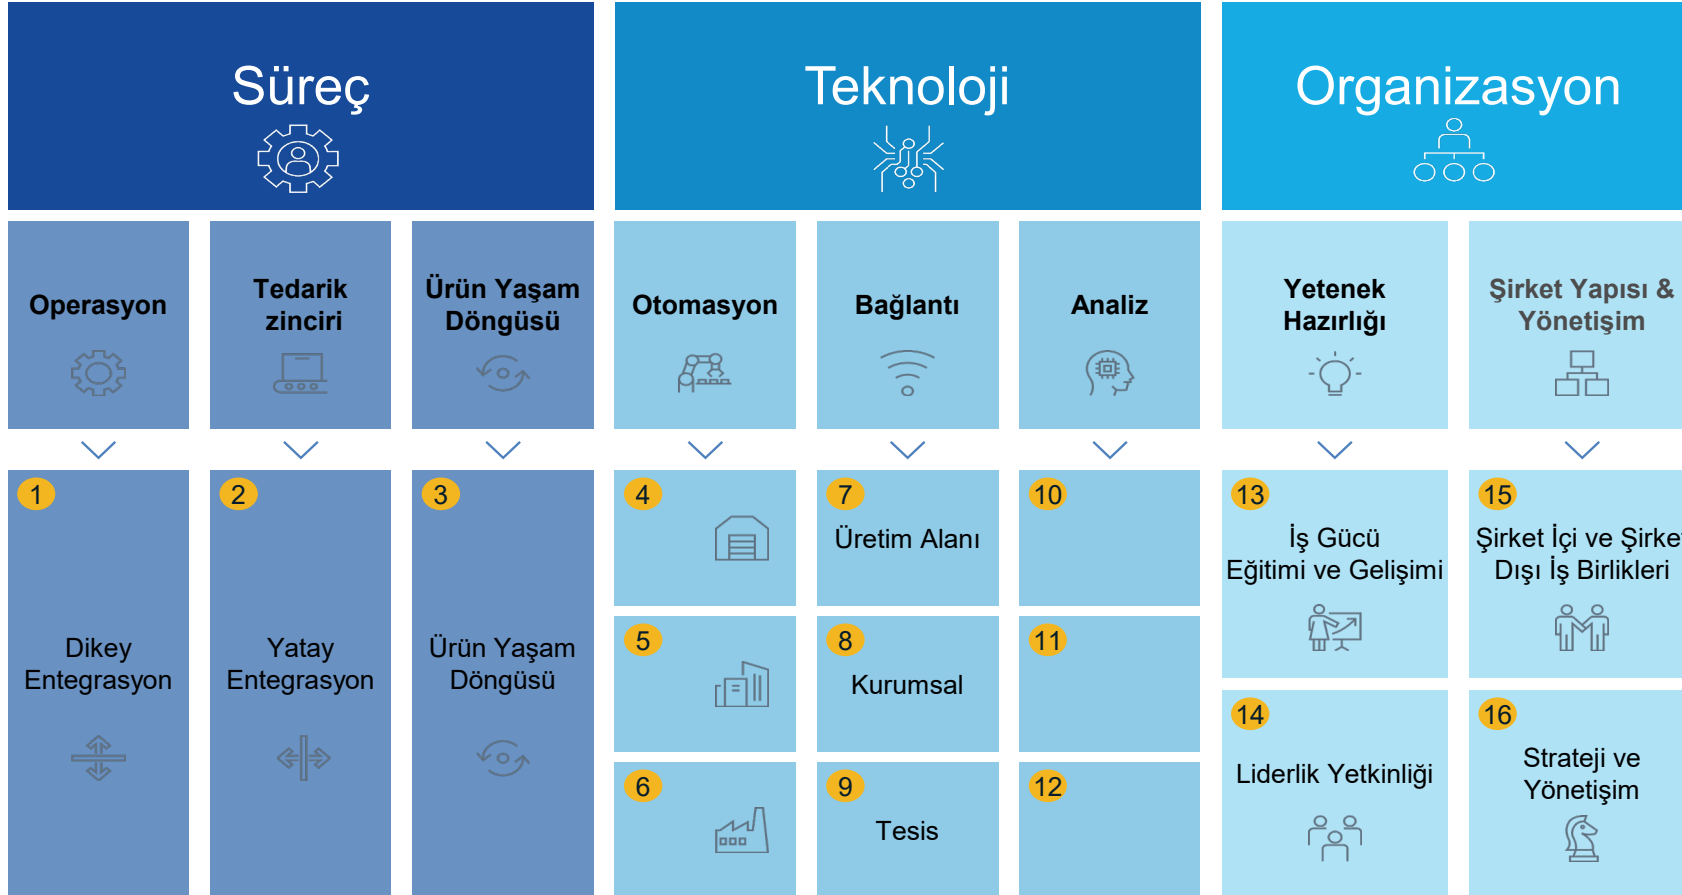 Süreç
Teknoloji
Organizasyon
Operasyon
Tedarik
zinciri
Ürün Yaşam
Döngüsü
Otomasyon
Bağlantı
Analiz
Yetenek
Hazırlığı
Şirket Yapısı &
Yönetişim
1
Dikey
Entegrasyon
2
Yatay
Entegrasyon
3
Ürün Yaşam
Döngüsü
4
5
6
7
Üretim Alanı
8
Kurumsal
9
Tesis
10
11
12
13
İş Gücü
Eğitimi ve Gelişimi
14
Liderlik Yetkinliği
15
Şirket İçi ve Şirket
Dışı İş Birlikleri
16
Strateji ve
Yönetişim